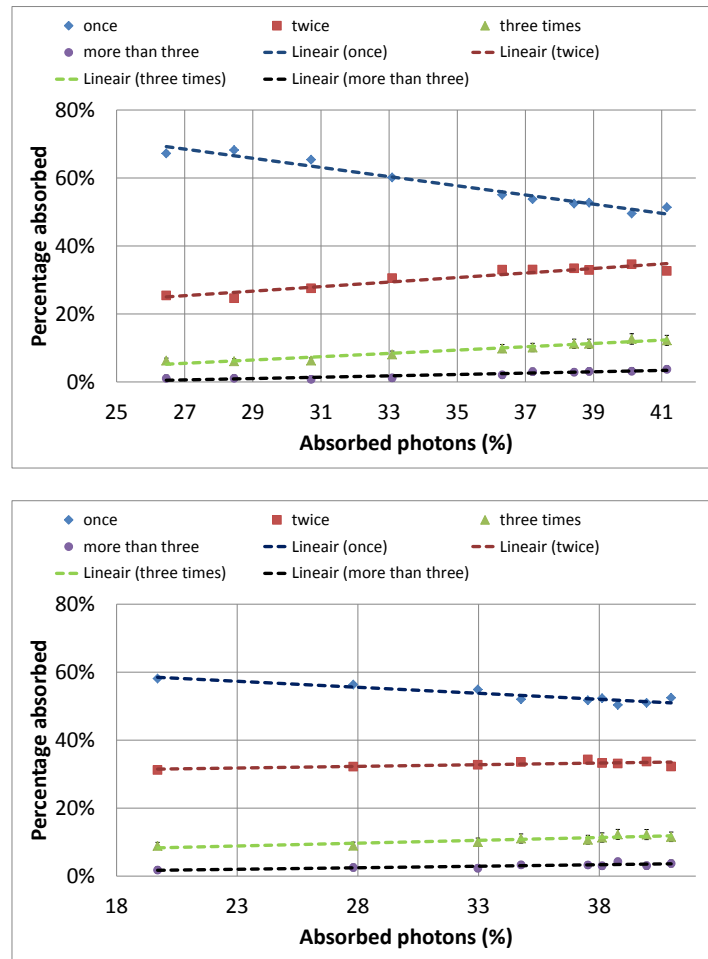 once twice three times
more than three Lineair (once) Lineair (twice)
Lineair (three times) Lineair (more than three)
80%
60%
40%
20%
0%
Percentage absorbed
25 27 29 31 33 35 37 39 41
Absorbed photons (%)
once twice three times
more than three Lineair (once) Lineair (twice)
Lineair (three times) Lineair (more than three)
80%
60%
40%
20%
0%
Percentage absorbed
18 23 28 33 38
Absorbed photons (%)